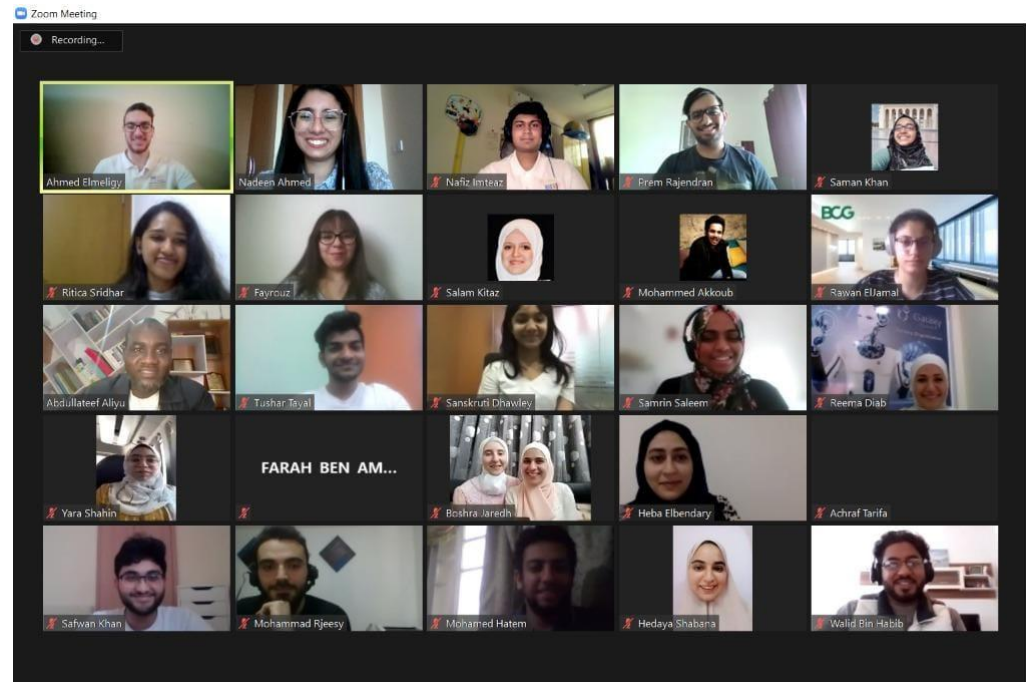 Zoom Meeting
Recording...
Ahmed Elmeligy
Nadeen Ahmed
Nafiz Imteaz
Prem Rajendran
Saman Khan
BCG
Ritica Sridhar
Fayrouz
Salam Kitaz
Mohammed Akkoub
Rawan ElJamal
Galaxy
Abdullateef Aliyu
Tushar Tayal
Sanskruti Dhawley
Samrin Saleem
Reema Diab
FARAH BEN AM...
Yara Shahin
Boshra Jaredh
Heba Elbendary
Achraf Tarifa
Safwan Khan
Mohammad Rjeesy
Mohamed Hatem
Hedaya Shabana
Walid Bin Habib